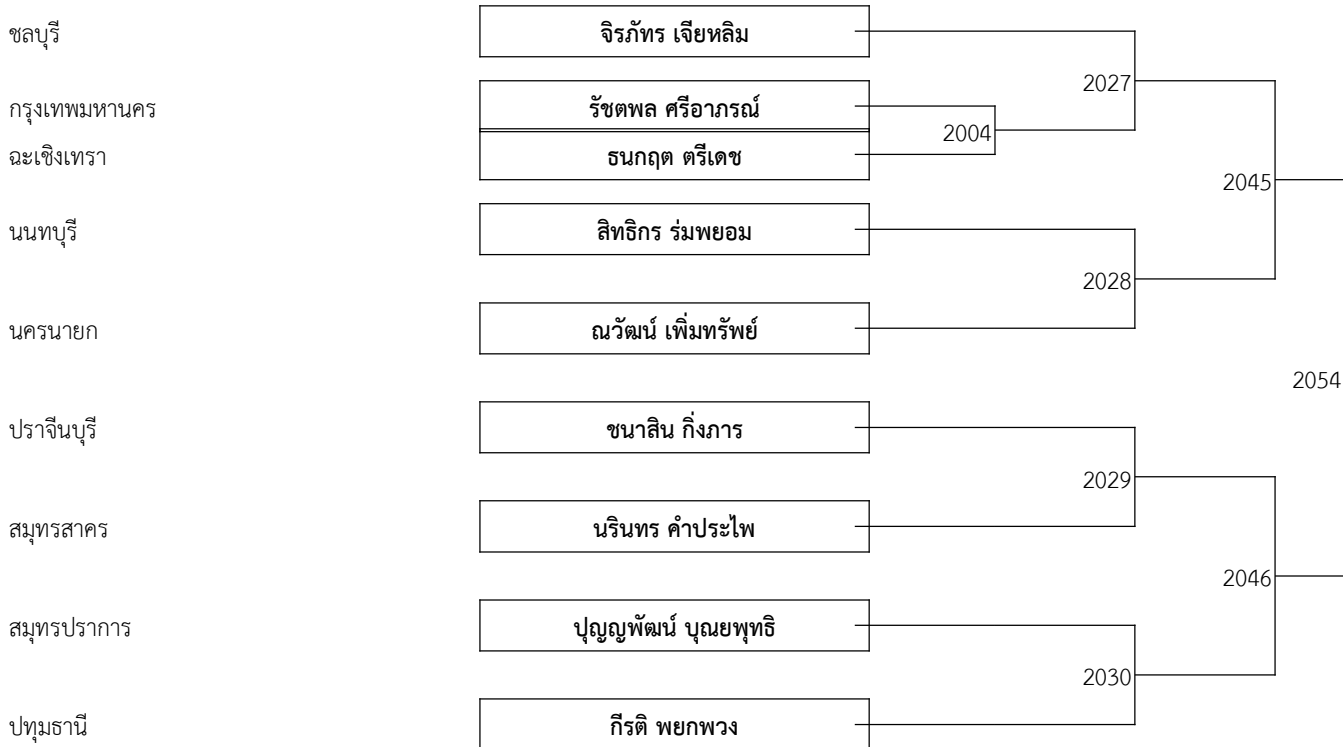 ชลบุรี จิรภัทร เจียหลิม
2027
กรุงเทพมหานคร รัชตพล ศรีอาภรณ์
2004
ฉะเชิงเทรา ธนกฤต ตรีเดช
2045
นนทบุรี สิทธิกร ร่มพยอม
2028
นครนายก ณวัฒน์ เพิ่มทรัพย์
2054
ปราจีนบุรี ชนาสิน กิ่งภาร
2029
สมุทรสาคร นรินทร คำประไพ
2046
สมุทรปราการ ปุญญพัฒน์ บุณยพุทธิ
2030
ปทุมธานี กีรติ พยกพวง